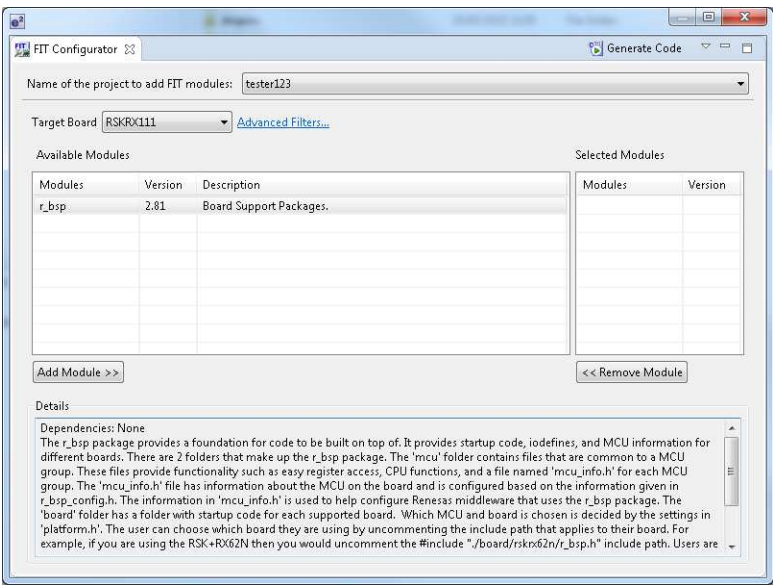 e²
FIT Configurator
Generate Code
Name of the project to add FIT modules: tester123
Target Board RSKRX111 Advanced Filters...
Available Modules Selected Modules
Modules Version Description Modules Version
r_bsp 2.81 Board Support Packages.
Add Module >> << Remove Module
Details
Dependencies: None
The r_bsp package provides a foundation for code to be built on top of. It provides startup code, iodefines, and MCU information for
different boards. There are 2 folders that make up the r_bsp package. The 'mcu' folder contains files that are common to a MCU
group. These files provide functionality such as easy register access, CPU functions, and a file named 'mcu_info.h' for each MCU
group. The 'mcu_info.h' file has information about the MCU on the board and is configured based on the information given in
r_bsp_config.h. The information in 'mcu_info.h' is used to help configure Renesas middleware that uses the r_bsp package. The
'board' folder has a folder with startup code for each supported board.  Which MCU and board is chosen is decided by the settings in
'platform.h'. The user can choose which board they are using by uncommenting the include path that applies to their board. For
example, if you are using the RSK+RX62N then you would uncomment the #include "./board/rskrx62n/r_bsp.h" include path. Users are